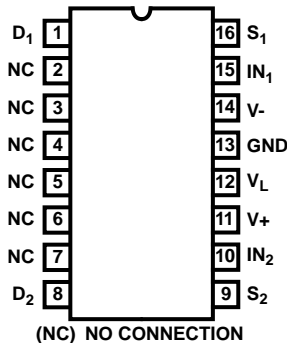 D1 1 16 S1
NC 2 15 IN1
NC 3 14 V-
NC 4 13 GND
NC 5 12 VL
NC 6 11 V+
NC 7 10 IN2
D2 8 9 S2
(NC) NO CONNECTION